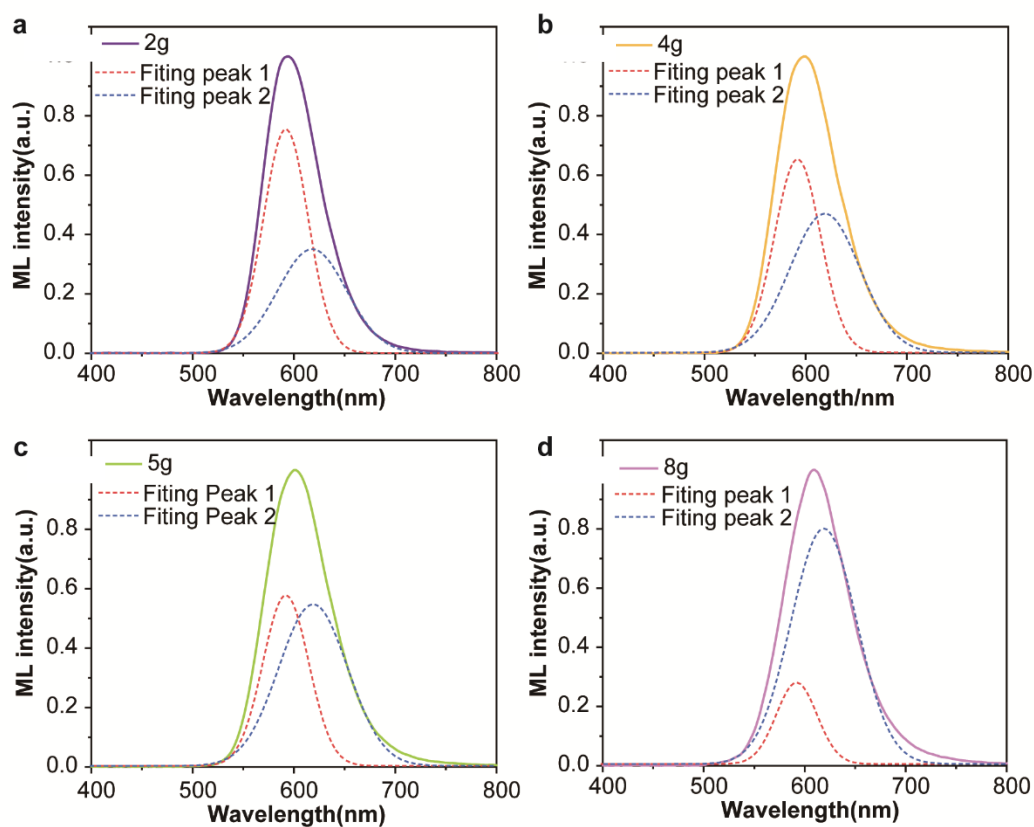 a
2g
Fiting peak 1
Fiting peak 2
ML intensity(a.u.)
0.8
0.6
0.4
0.2
0.0
400 500 600 700 800
Wavelength(nm)
b
4g
Fiting peak 1
Fiting peak 2
ML intensity(a.u.)
0.8
0.6
0.4
0.2
0.0
400 500 600 700 800
Wavelength/nm
c
5g
Fiting Peak 1
Fiting Peak 2
ML intensity(a.u.)
0.8
0.6
0.4
0.2
0.0
400 500 600 700 800
Wavelength(nm)
d
8g
Fiting peak 1
Fiting peak 2
ML intensity(a.u.)
0.8
0.6
0.4
0.2
0.0
400 500 600 700 800
Wavelength(nm)